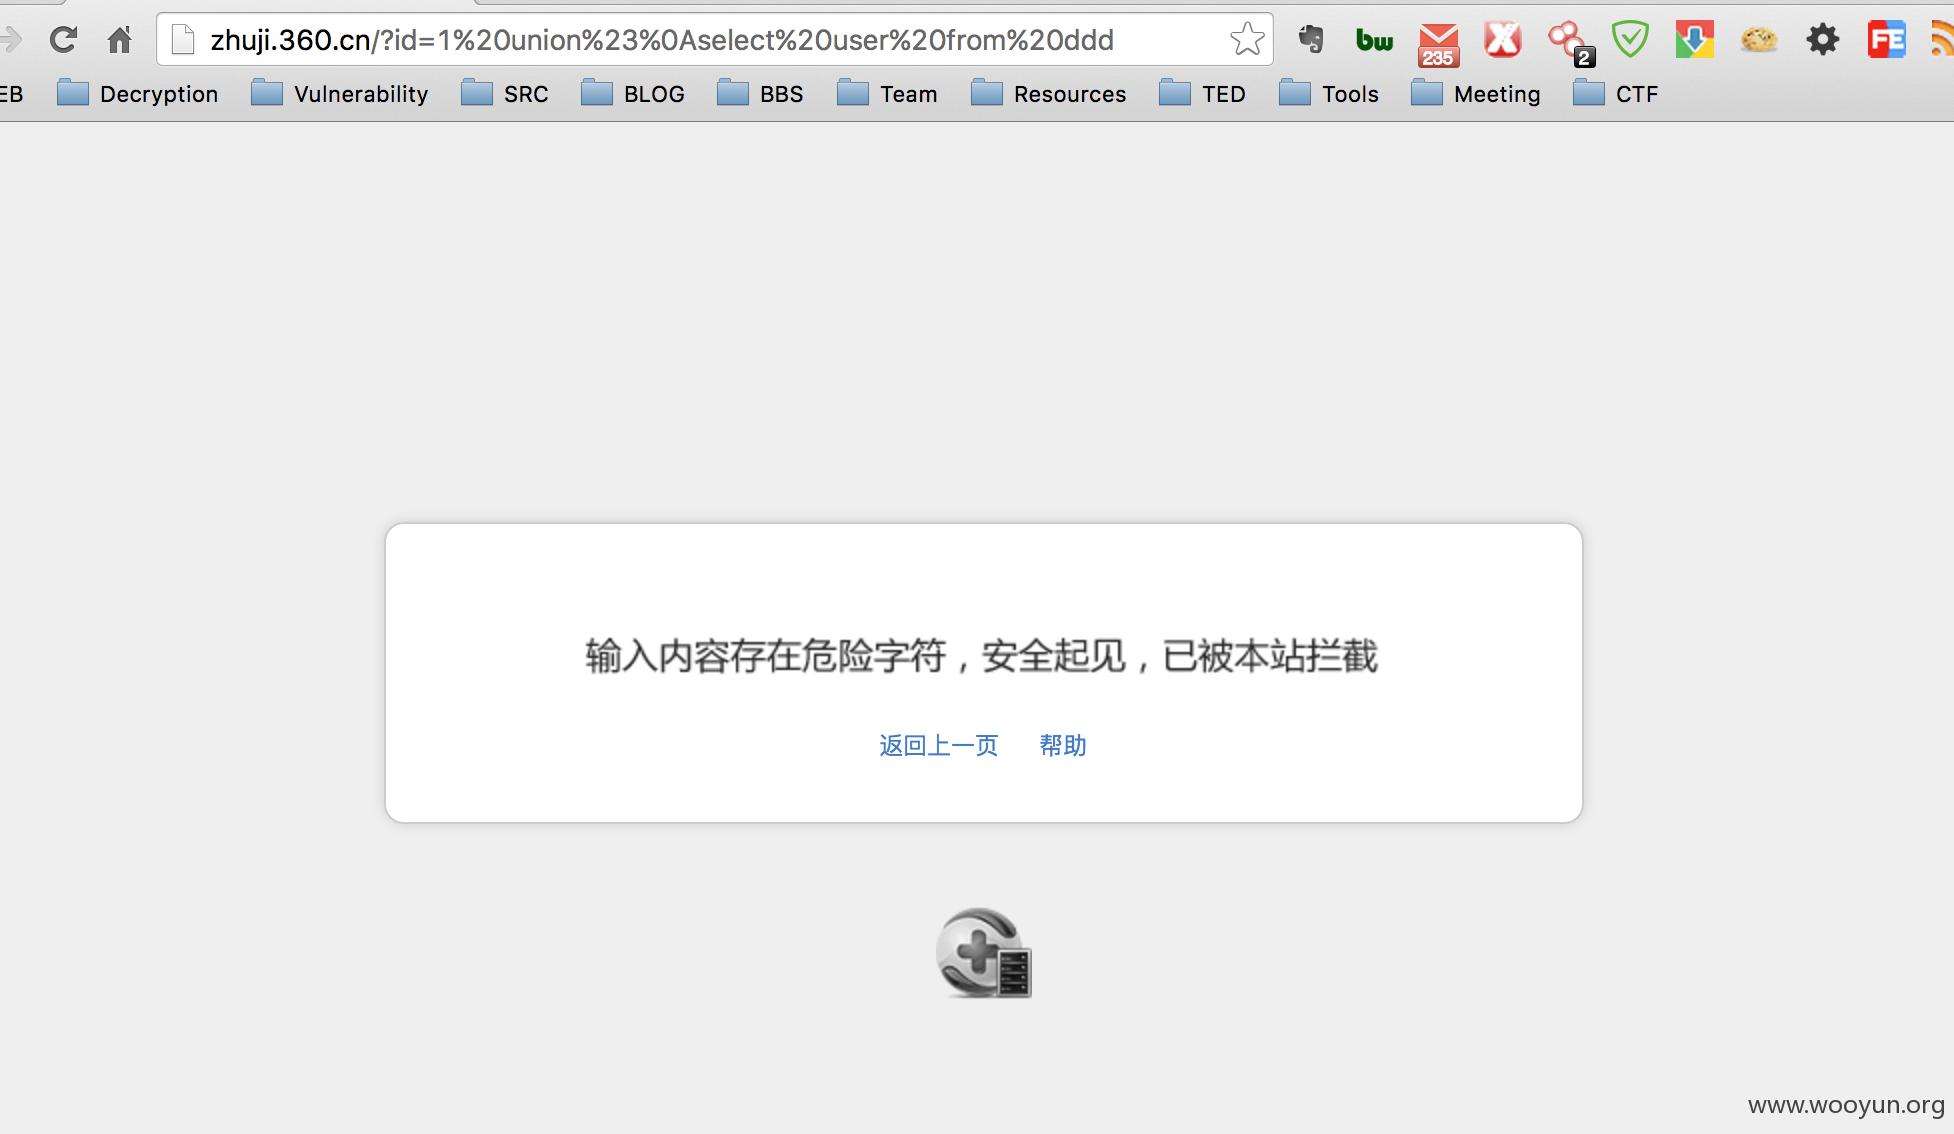 zhuji.360.cn/?id=1%20union%23%0Aselect%20user%20from%20ddd
bw
235
X
2
FE
EB Decryption Vulnerability SRC BLOG BBS Team Resources TED Tools Meeting CTF
输入内容存在危险字符，安全起见，已被本站拦截
返回上一页 帮助
www.wooyun.org